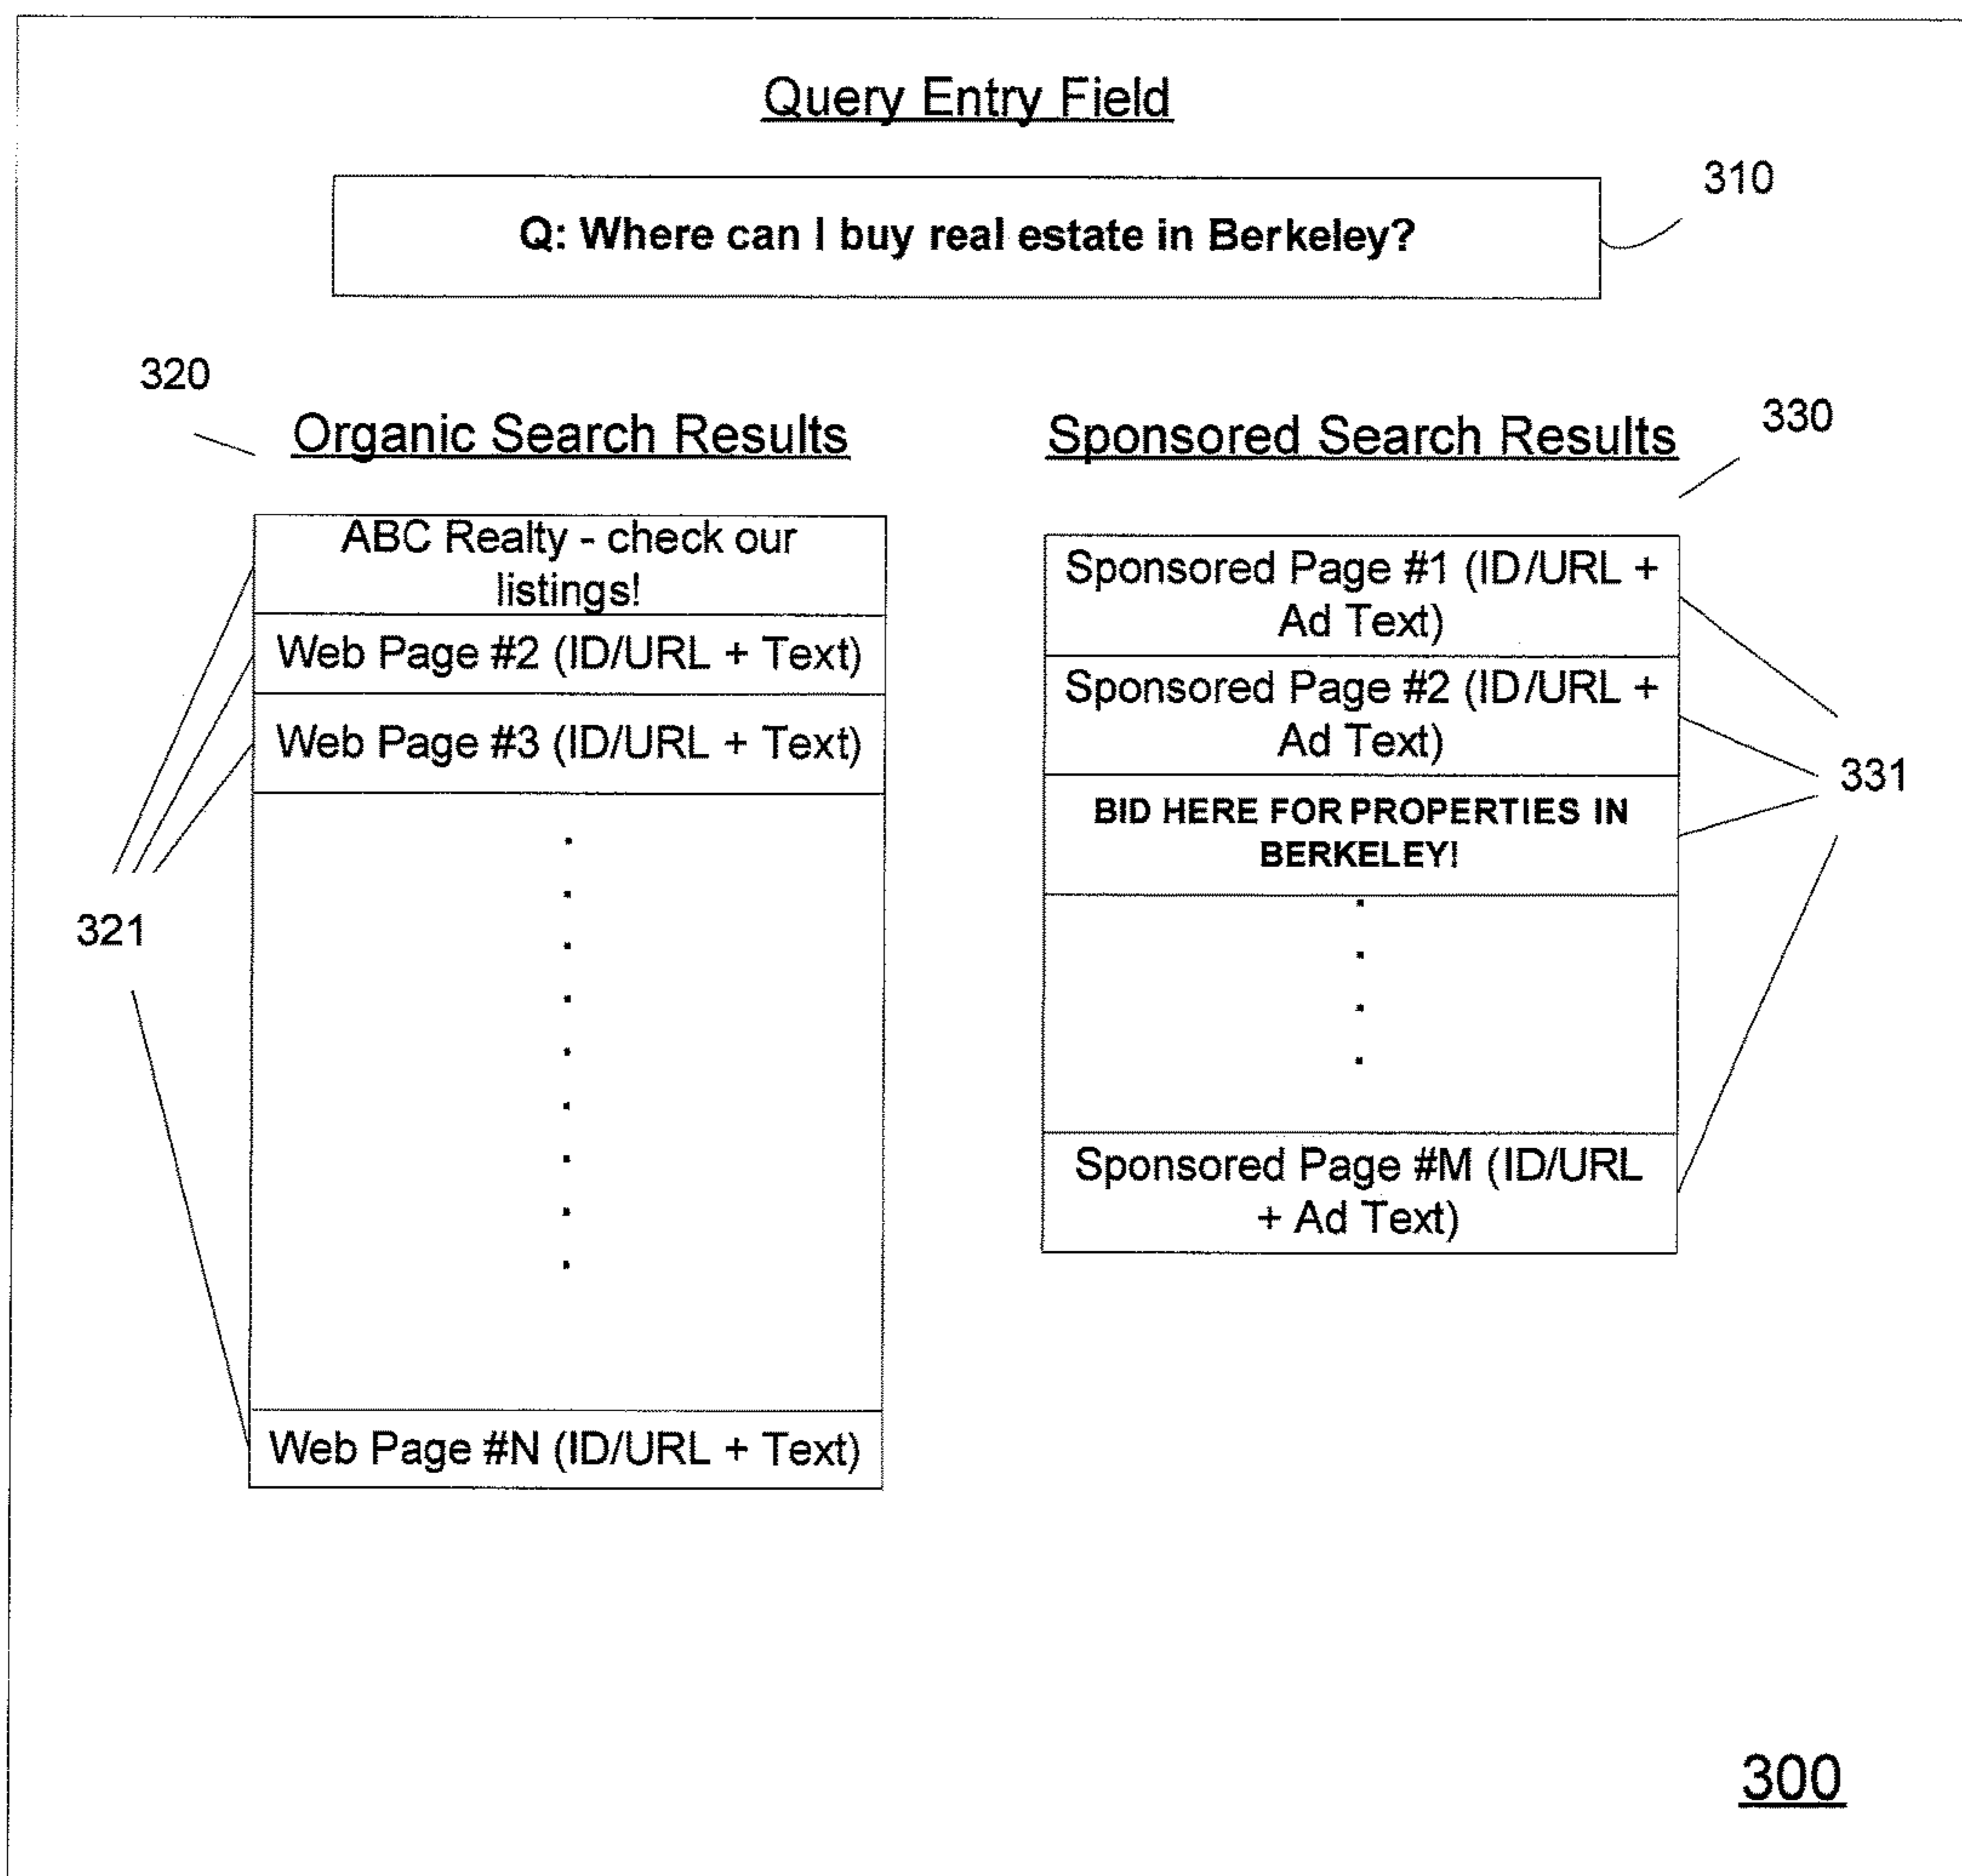 Query Entry Field
310
Q: Where can I buy real estate in Berkeley?
320
Organic Search Results
330
Sponsored Search Results
ABC Realty - check our
listings!
Web Page #2 (ID/URL + Text)
Web Page #3 (ID/URL + Text)
321
Web Page #N (ID/URL + Text)
Sponsored Page #1 (ID/URL +
Ad Text)
Sponsored Page #2 (ID/URL +
Ad Text)
BID HERE FOR PROPERTIES IN
BERKELEY!
331
Sponsored Page #M (ID/URL
+ Ad Text)
300